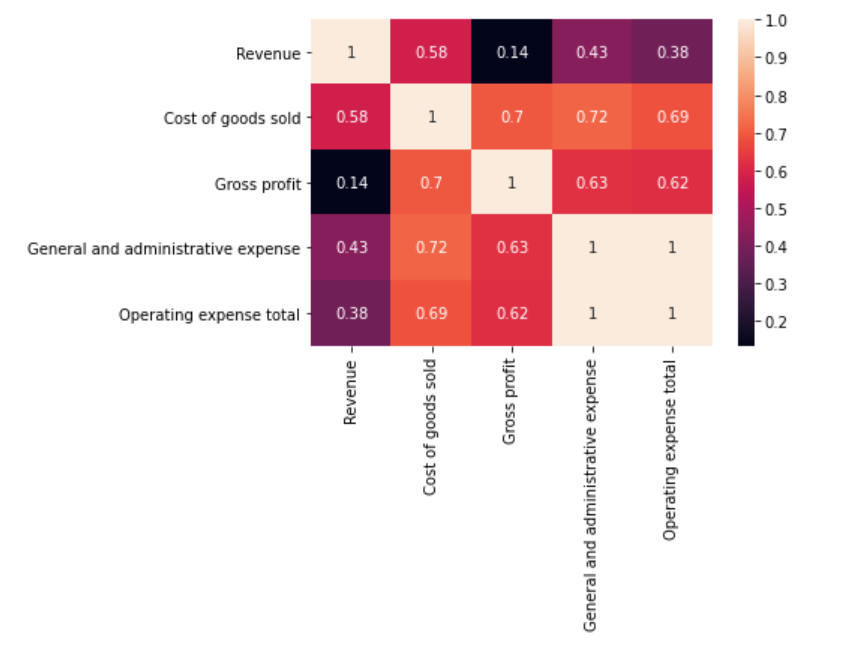 Revenue 1 0.58 0.14 0.43 0.38
Cost of goods sold 0.58 1 0.7 0.72 0.69
Gross profit 0.14 0.7 1 0.63 0.62
General and administrative expense 0.43 0.72 0.63 1 1
Operating expense total 0.38 0.69 0.62 1 1
Revenue
Cost of goods sold
Gross profit
General and administrative expense
Operating expense total
1.0
0.9
0.8
0.7
0.6
0.5
0.4
0.3
0.2